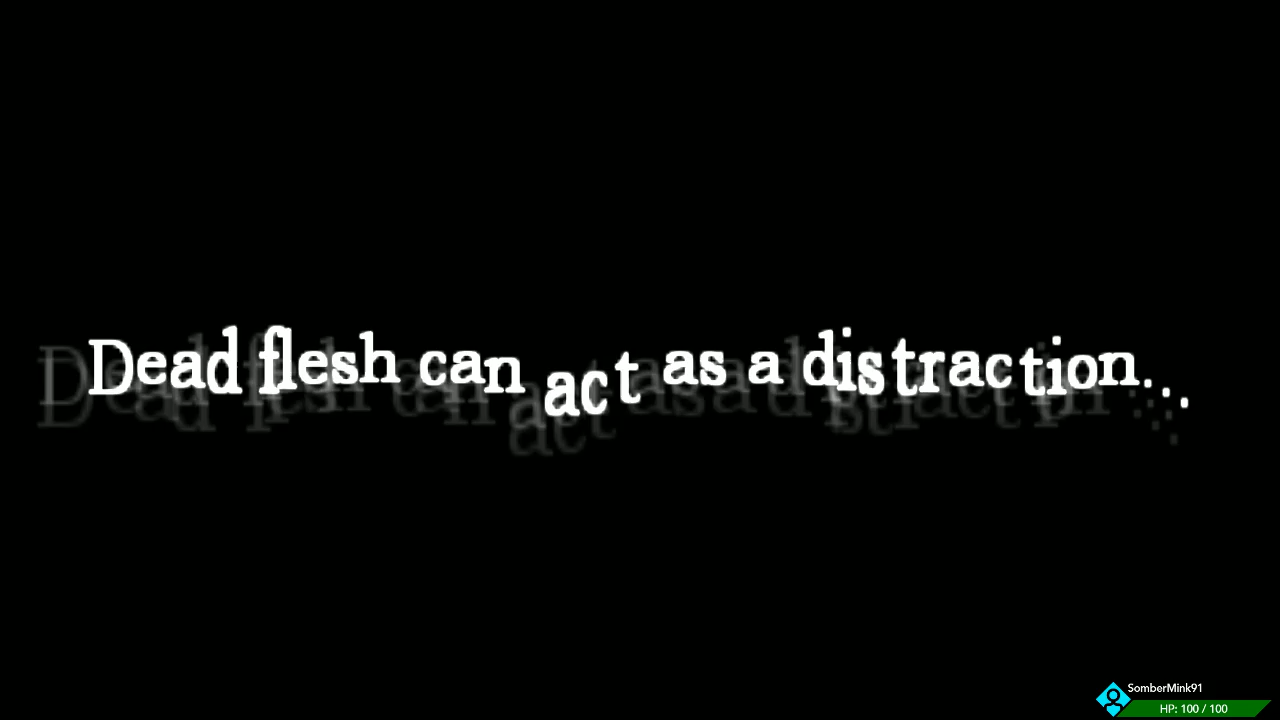 Dead flesh can act as a distraction...
SomberMink91
HP: 100 / 100